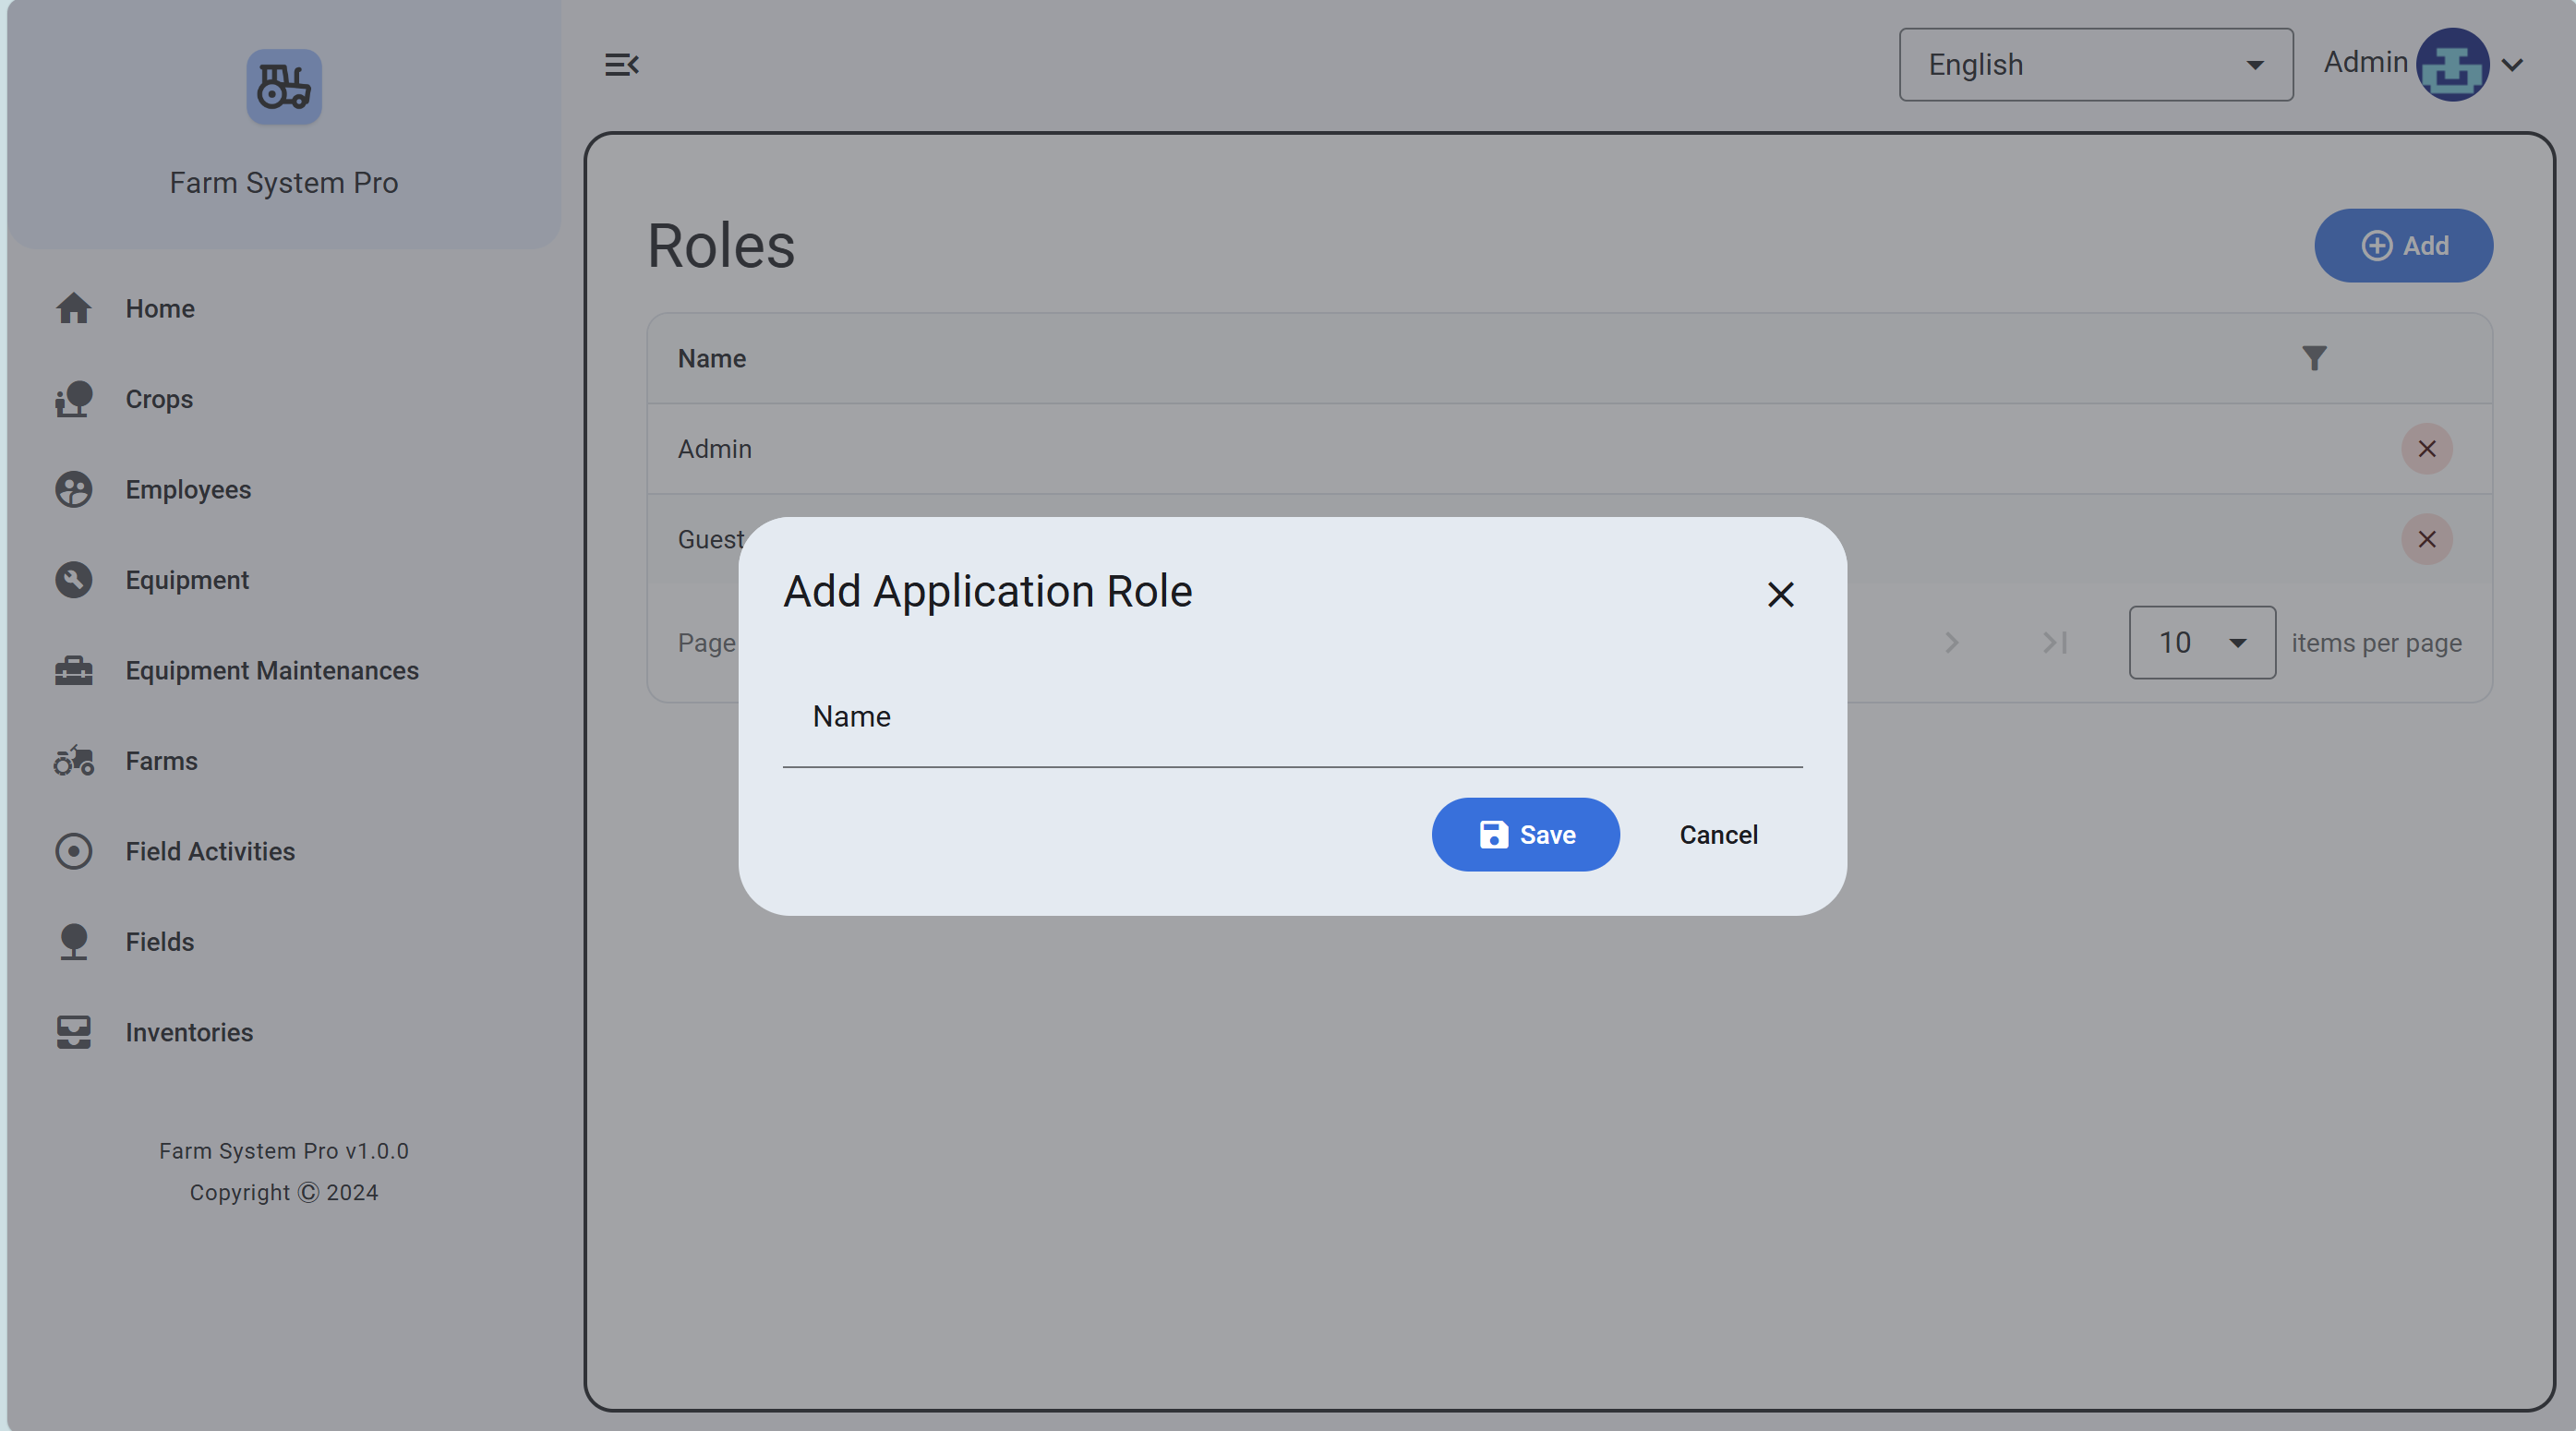 Farm System Pro
English
Admin
Home
Crops
Employees
Equipment
Equipment Maintenances
Farms
Field Activities
Fields
Inventories
Farm System Pro v1.0.0
Copyright © 2024
Roles
Add
Name
Admin
Guest
Page
10
items per page
Add Application Role
Name
Save
Cancel